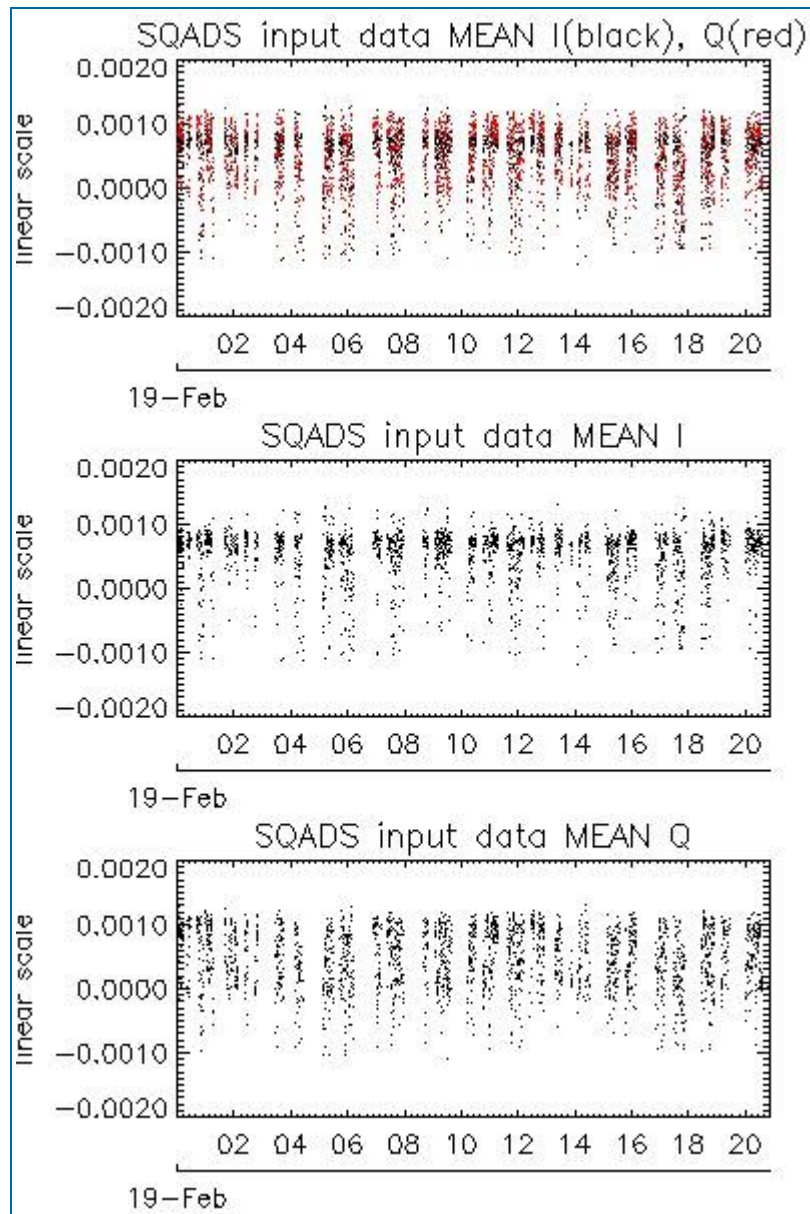 SQADS input data MEAN I(black), Q(red)
0.0020
0.0010
0.0000
−0.0010
−0.0020
linear scale
02 04 06 08 10 12 14 16 18 20
19−Feb
SQADS input data MEAN I
0.0020
0.0010
0.0000
−0.0010
−0.0020
linear scale
02 04 06 08 10 12 14 16 18 20
19−Feb
SQADS input data MEAN Q
0.0020
0.0010
0.0000
−0.0010
−0.0020
linear scale
02 04 06 08 10 12 14 16 18 20
19−Feb